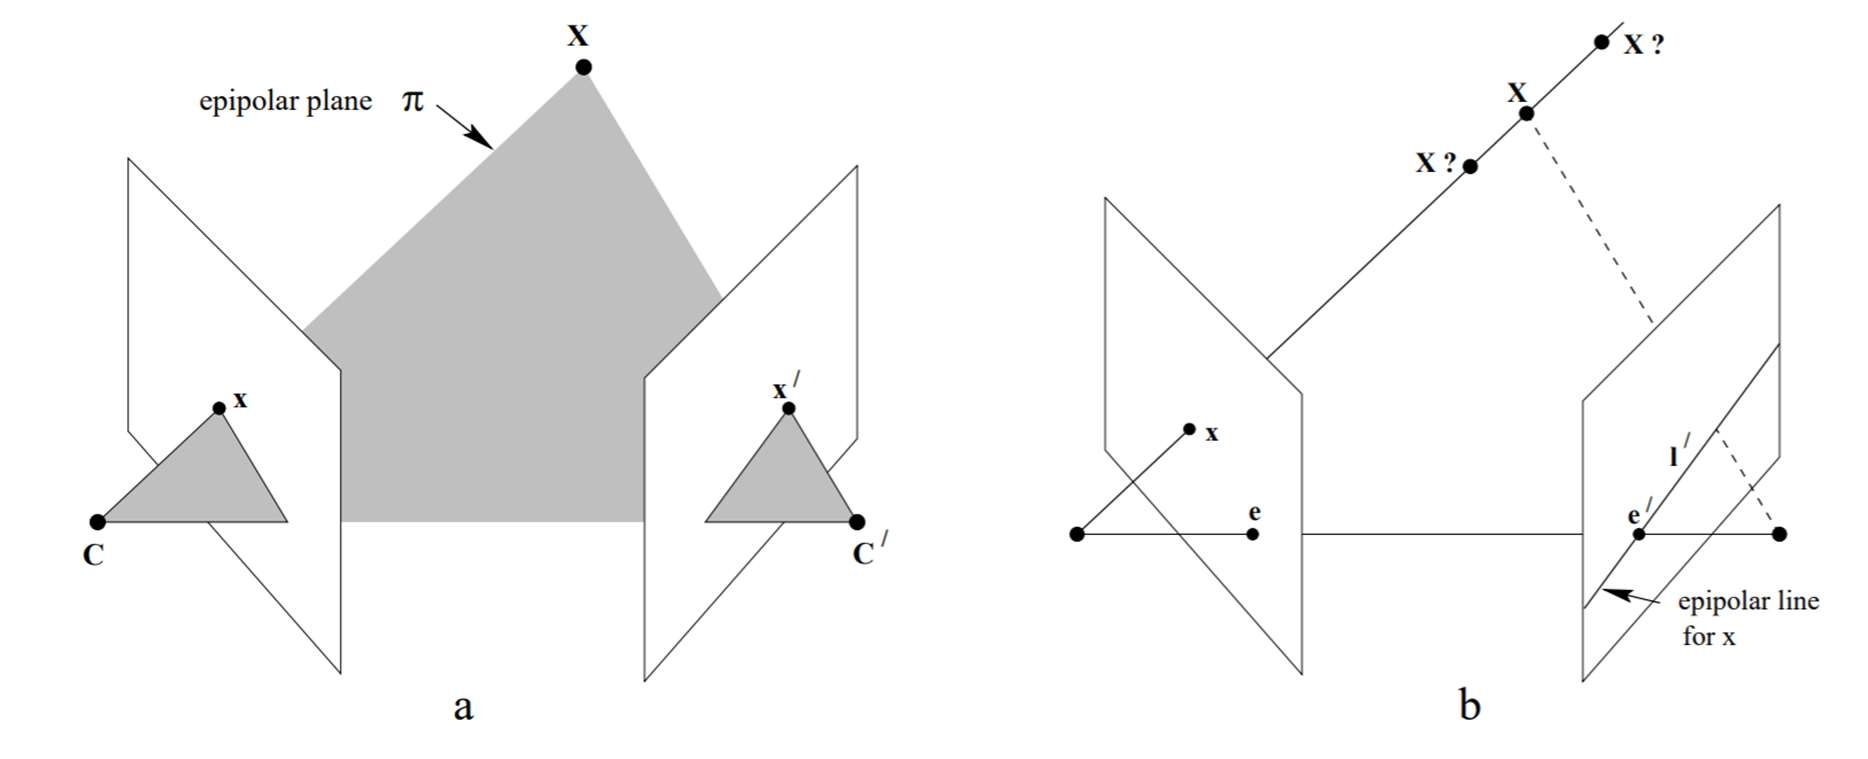 X
epipolar plane π
x
x /
C
C /
a
X ?
X
X ?
x
e
l /
e /
epipolar line
for x
b